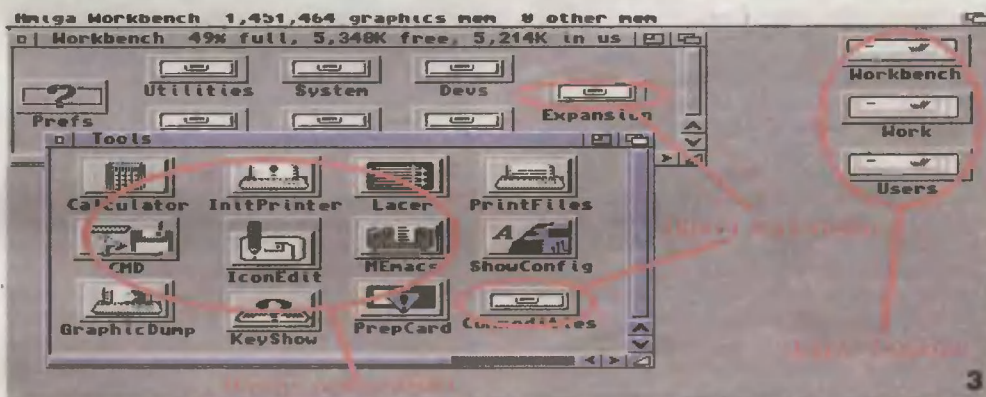 Amiga Workbench 1,451,464 graphics mem 0 other mem
Workbench 49% full, 5,348K free, 5,214K in us
Workbench
Utilities System Devs
Prefs
Expansion
Work
Tools
Users
Calculator InitPrinter Lacer PrintFiles
CMD IconEdit MEmacs ShowConfig
GraphicDump KeyShow PrepCard Commodities
3